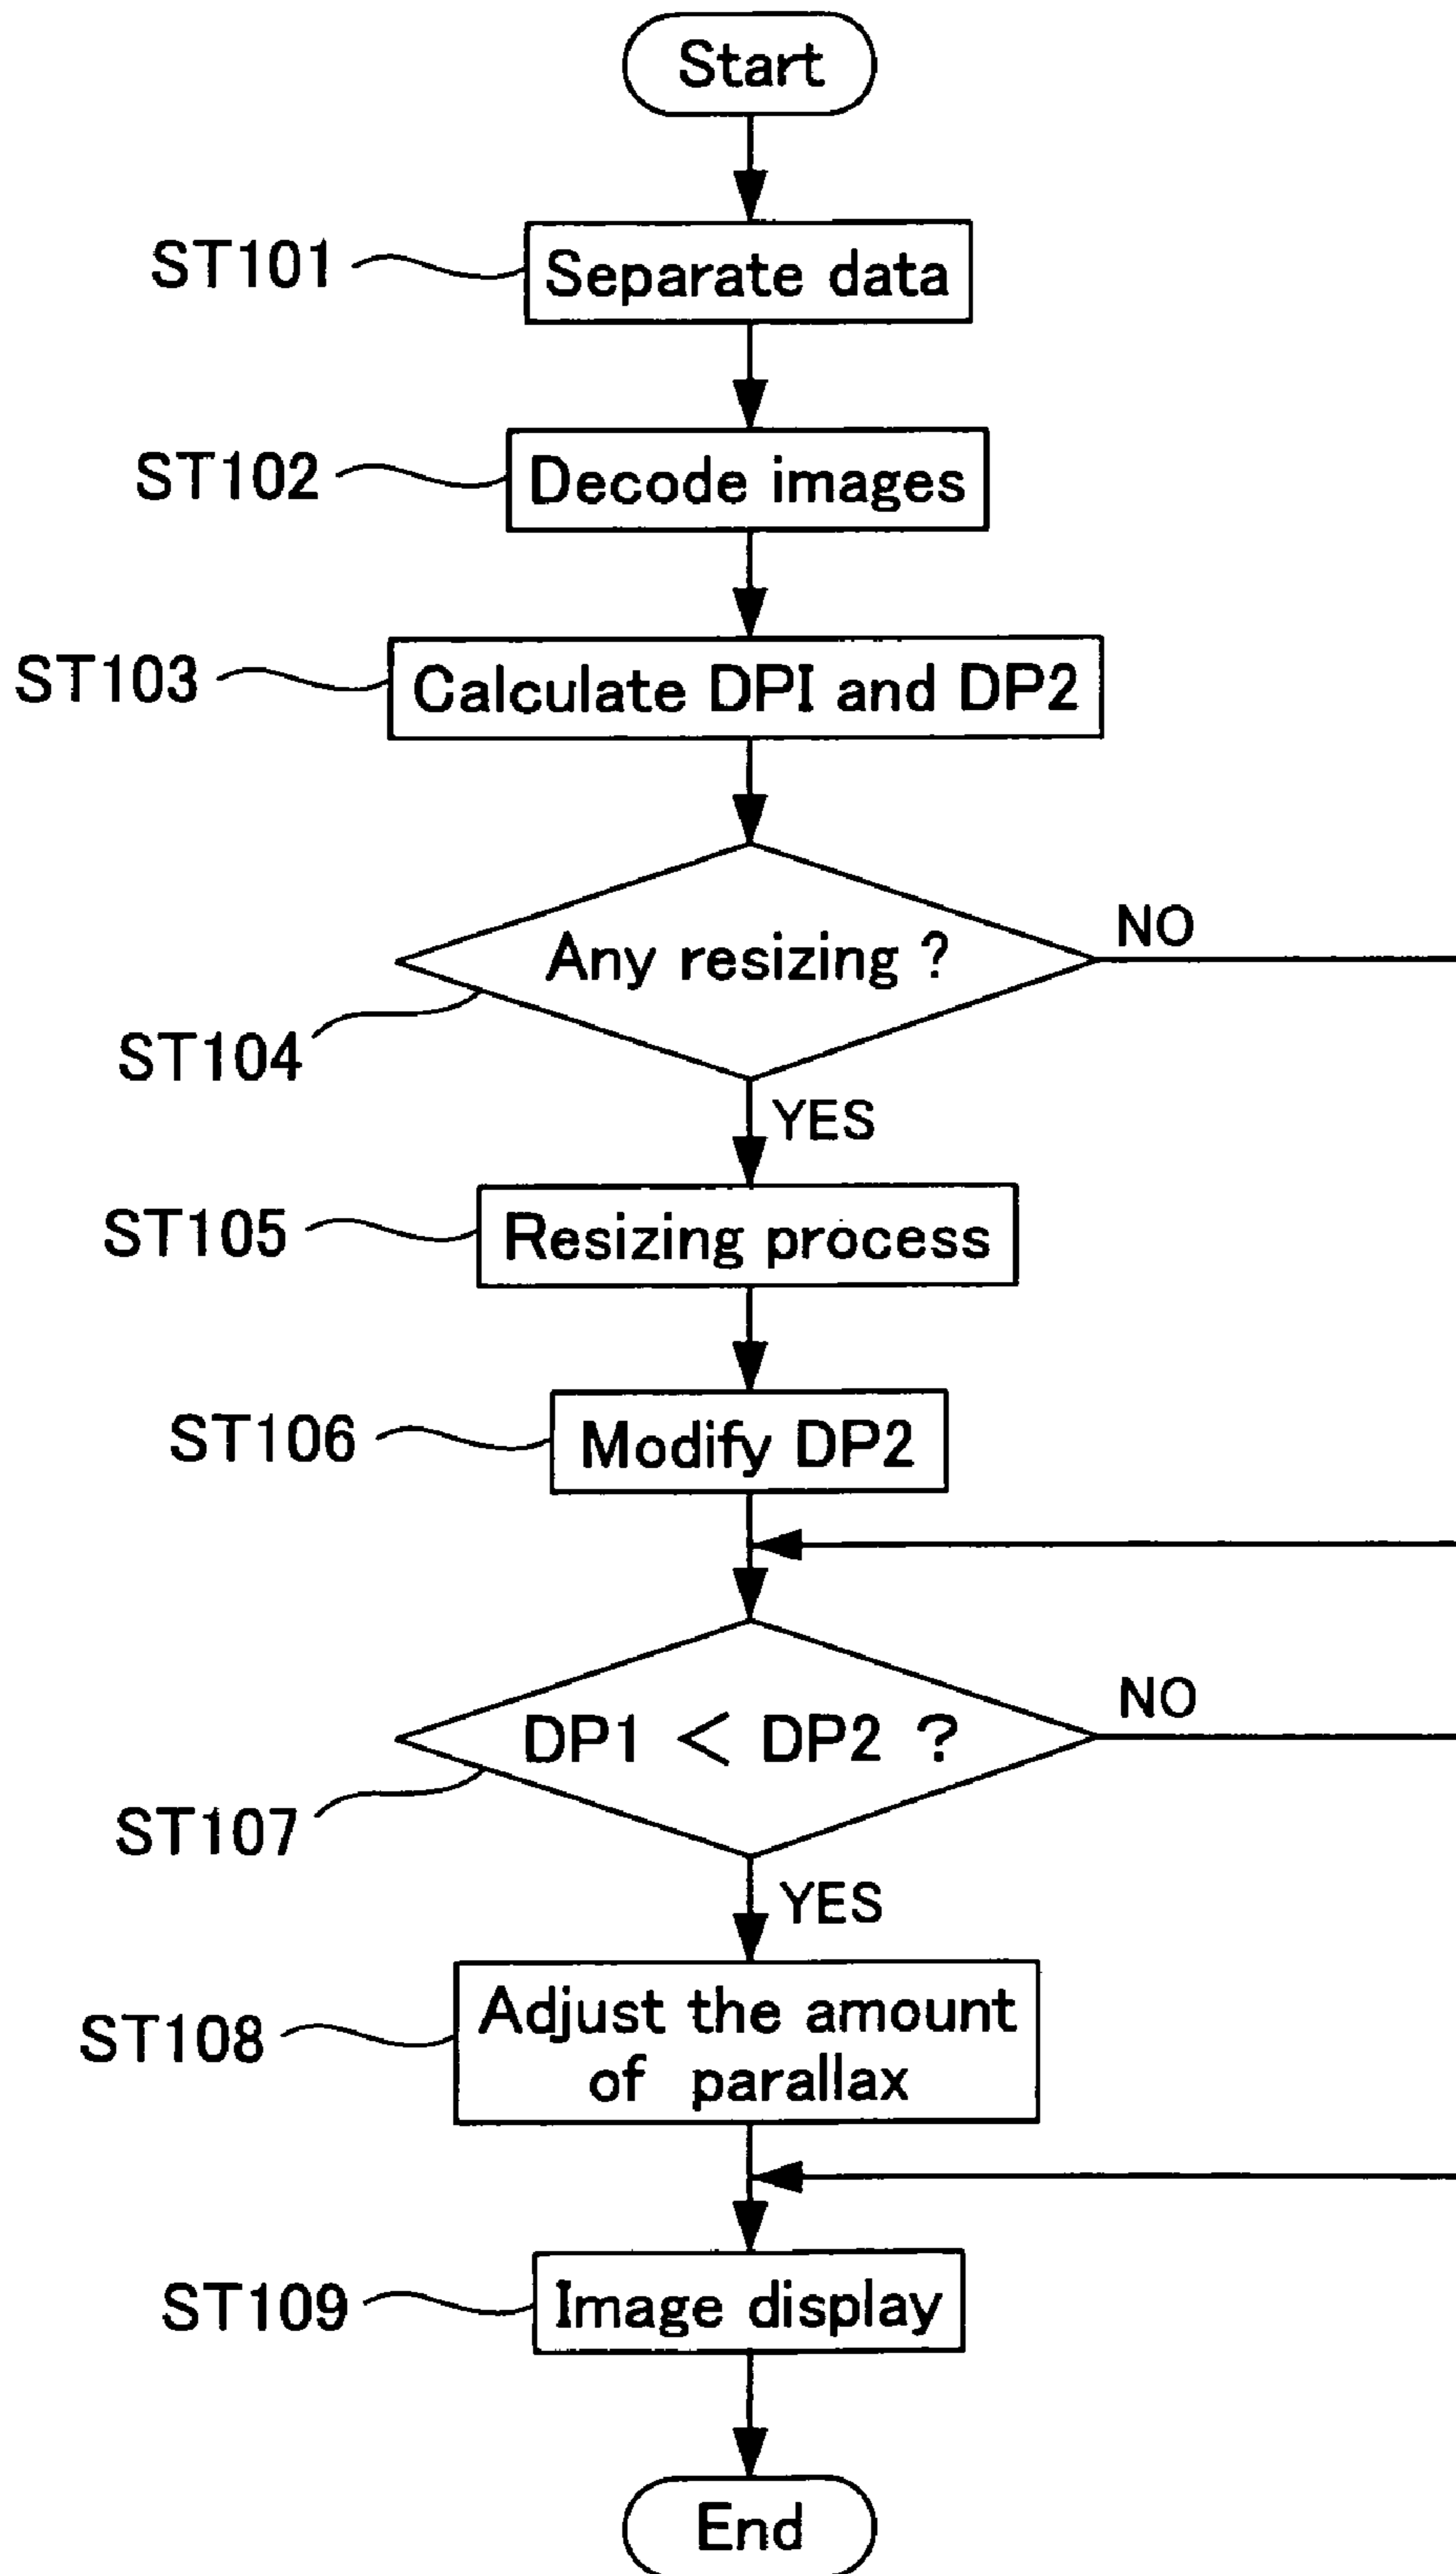 Start
ST101
Separate data
ST102
Decode images
ST103
Calculate DPI and DP2
Any resizing ?
NO
ST104
YES
ST105
Resizing process
ST106
Modify DP2
DP1 < DP2 ?
NO
ST107
YES
ST108
Adjust the amount
of parallax
ST109
Image display
End